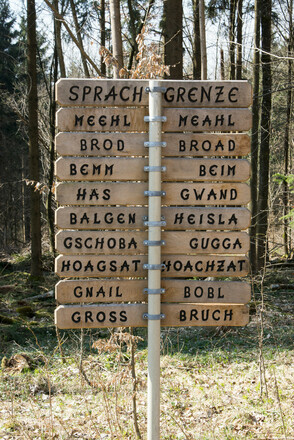 SPRACH GRENZE
MEEHL MEAHL
BROD BROAD
BEMM BEIM
HÄS GWAND
BALGEN HEISLA
GSCHOBA GUGGA
HOAGSAT HOACHZAT
GNAIL BOBL
GROSS BRUCH